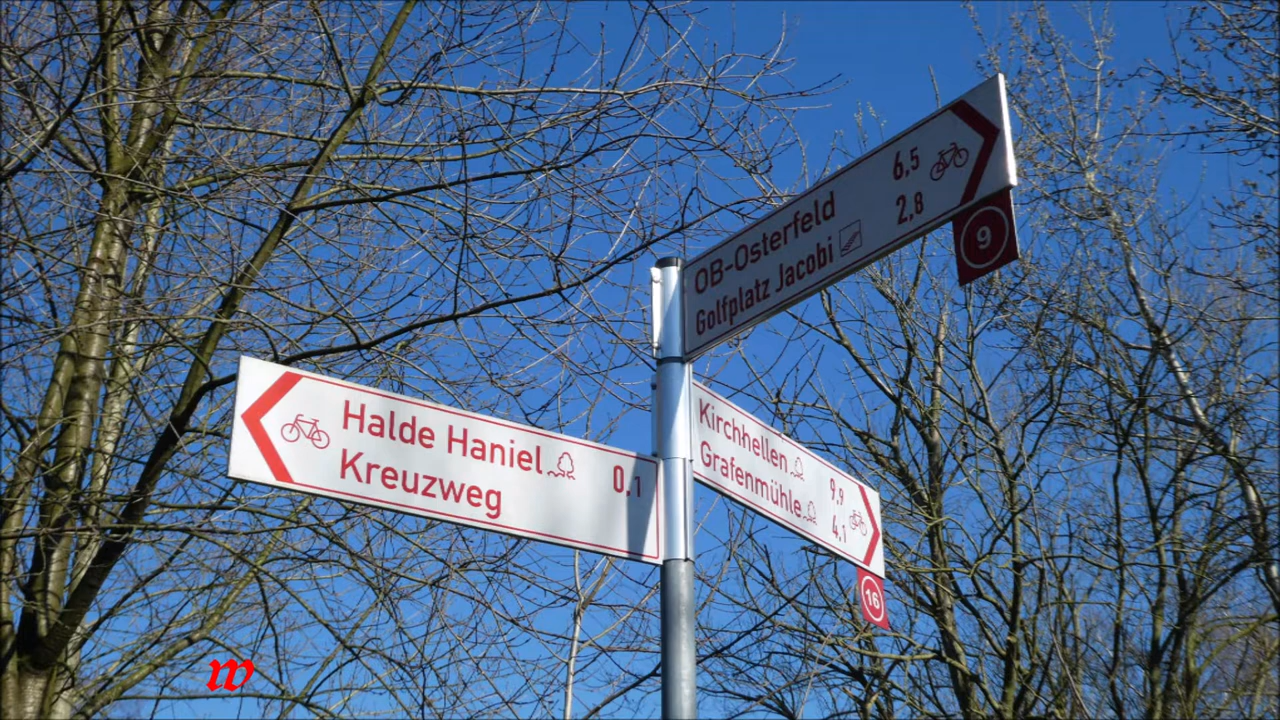 OB-Osterfeld 6,5
Golfplatz Jacobi 2,8
9
Halde Haniel 0.1
Kreuzweg
Kirchhellen 9,9
Grafenmühle 4,1
16
w